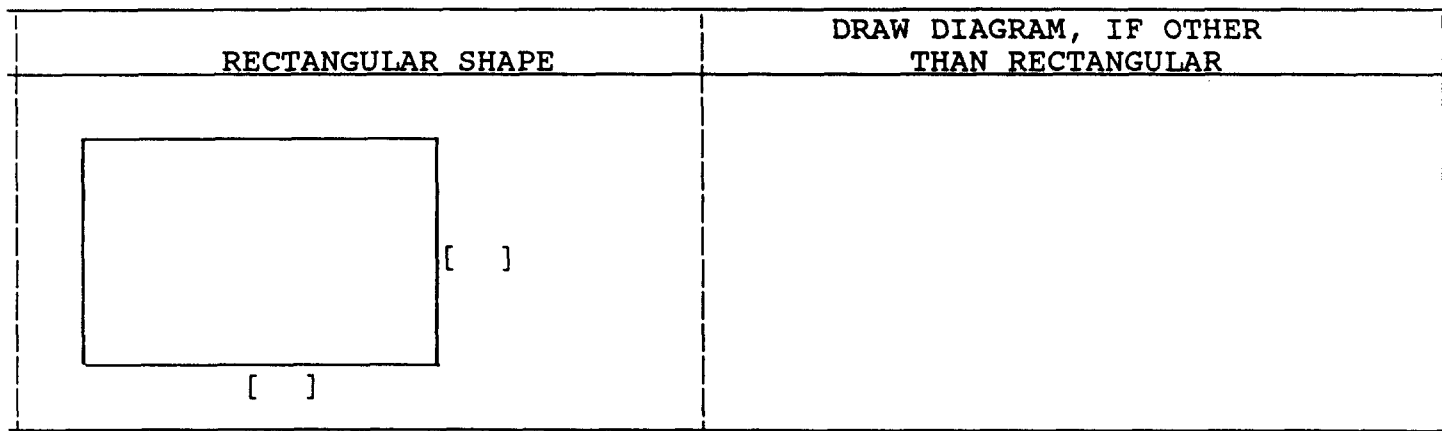 RECTANGULAR SHAPE
DRAW DIAGRAM, IF OTHER
THAN RECTANGULAR
[ ]
[ ]